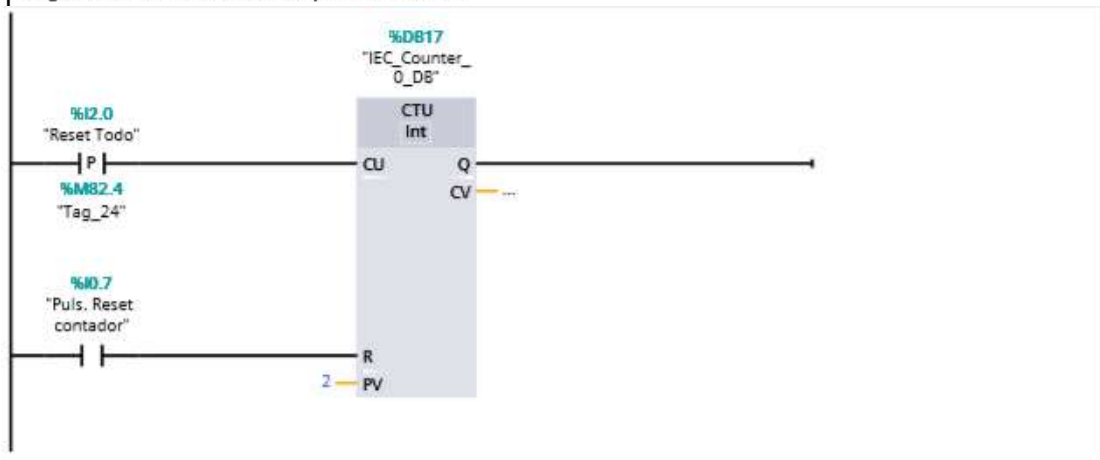 %DB17
"IEC_Counter_
0_DB"
CTU
Int
%I2.0
"Reset Todo"
P
CU
Q
%M82.4
"Tag_24"
CV
...
%I0.7
"Puls. Reset
contador"
R
2
PV